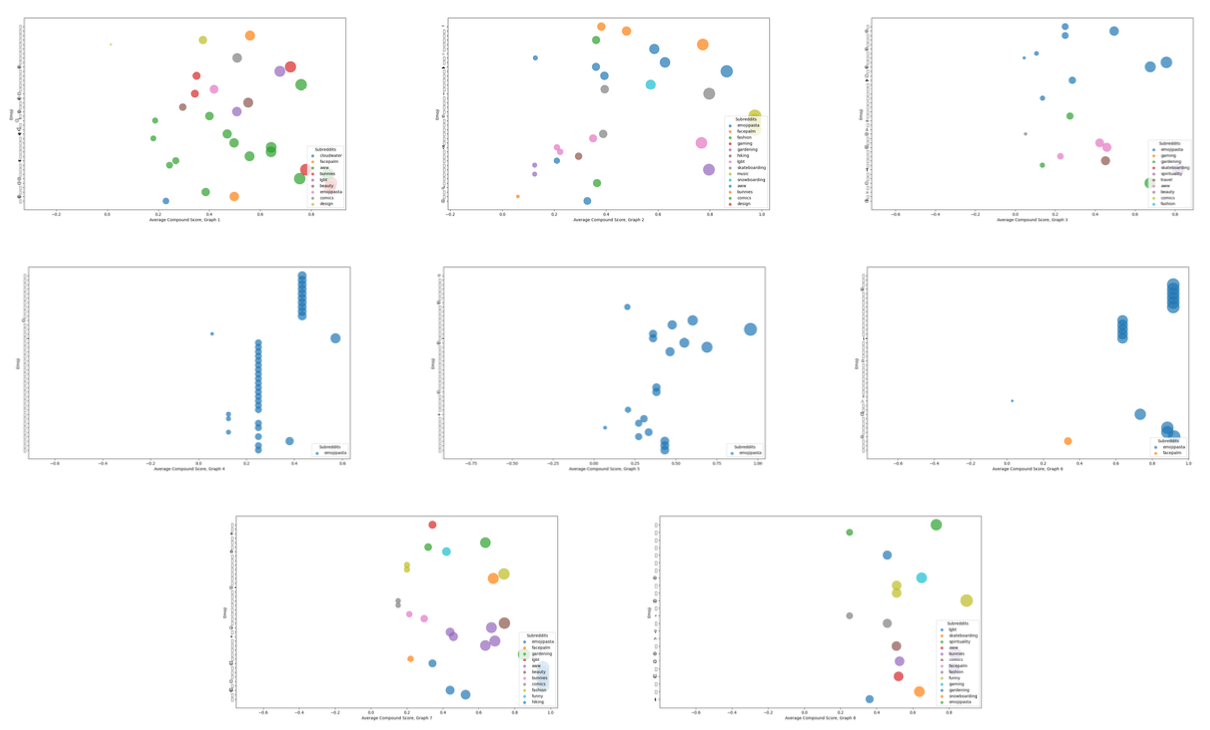 Emoji
Subreddits
cloudwater
facepalm
aww
bunnies
lgbt
beauty
emojipasta
comics
design
−0.2 0.0 0.2 0.4 0.6 0.8
Average Compound Score, Graph 1
Emoji
Subreddits
emojipasta
facepalm
fashion
gaming
gardening
hiking
lgbt
skateboarding
music
snowboarding
aww
bunnies
comics
design
−0.2 0.0 0.2 0.4 0.6 0.8 1.0
Average Compound Score, Graph 2
Emoji
Subreddits
emojipasta
gaming
gardening
skateboarding
spirituality
travel
aww
beauty
comics
fashion
−0.6 −0.4 −0.2 0.0 0.2 0.4 0.6 0.8
Average Compound Score, Graph 3
Emoji
Subreddits
emojipasta
−0.6 −0.4 −0.2 0.0 0.2 0.4 0.6
Average Compound Score, Graph 4
Emoji
Subreddits
emojipasta
−0.75 −0.50 −0.25 0.00 0.25 0.50 0.75 1.00
Average Compound Score, Graph 5
Emoji
Subreddits
emojipasta
facepalm
−0.6 −0.4 −0.2 0.0 0.2 0.4 0.6 0.8 1.0
Average Compound Score, Graph 6
Emoji
Subreddits
emojipasta
facepalm
gardening
lgbt
aww
beauty
bunnies
comics
fashion
funny
hiking
−0.6 −0.4 −0.2 0.0 0.2 0.4 0.6 0.8 1.0
Average Compound Score, Graph 7
Emoji
Subreddits
lgbt
skateboarding
spirituality
aww
bunnies
comics
facepalm
fashion
funny
gaming
gardening
snowboarding
emojipasta
−0.6 −0.4 −0.2 0.0 0.2 0.4 0.6 0.8
Average Compound Score, Graph 8